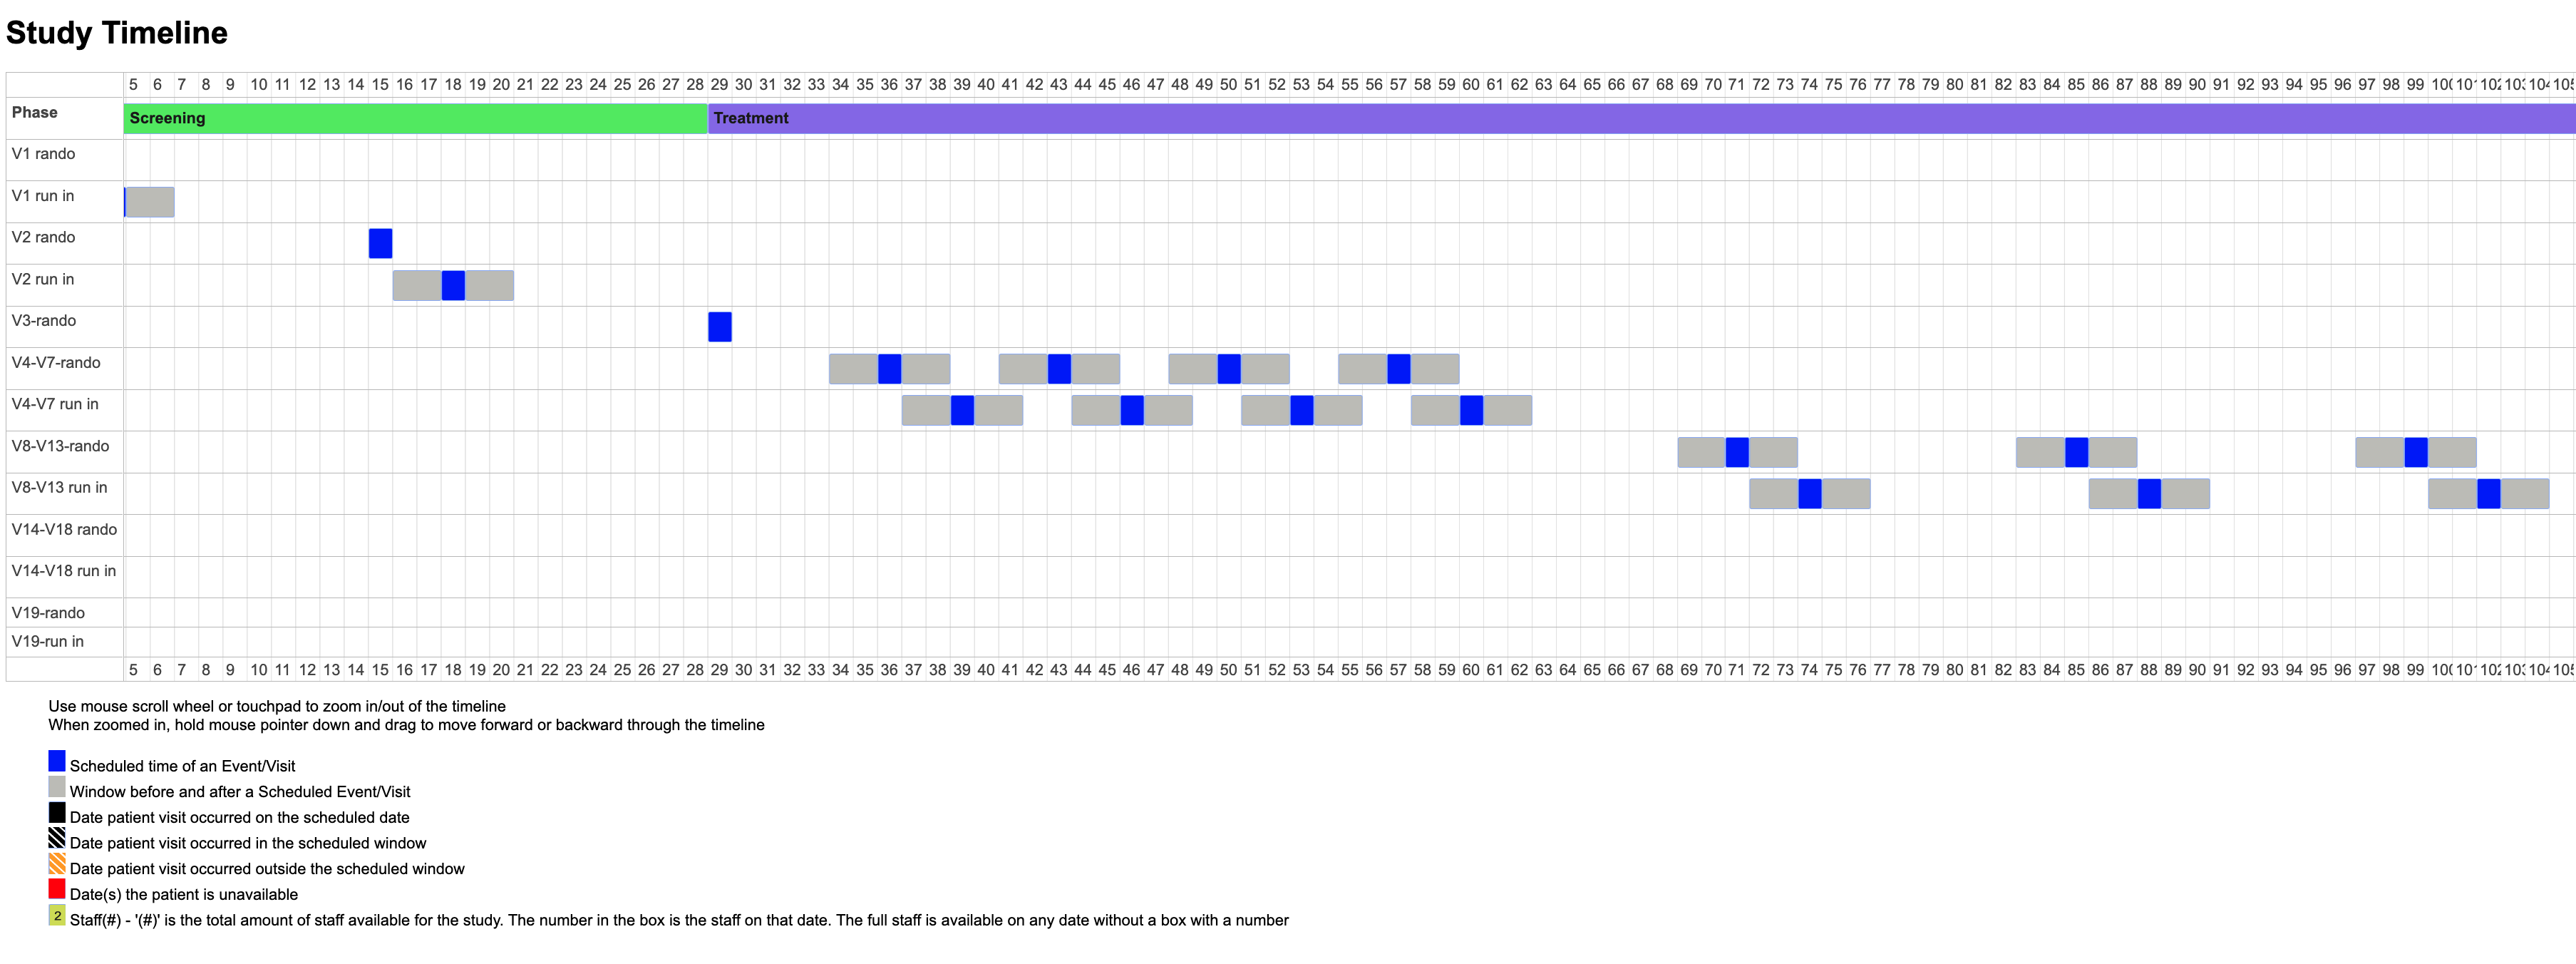 Study Timeline
5 6 7 8 9 10 11 12 13 14 15 16 17 18 19 20 21 22 23 24 25 26 27 28 29 30 31 32 33 34 35 36 37 38 39 40 41 42 43 44 45 46 47 48 49 50 51 52 53 54 55 56 57 58 59 60 61 62 63 64 65 66 67 68 69 70 71 72 73 74 75 76 77 78 79 80 81 82 83 84 85 86 87 88 89 90 91 92 93 94 95 96 97 98 99 100 101 102 103 104 105
Phase Screening Treatment
V1 rando
V1 run in
V2 rando
V2 run in
V3-rando
V4-V7-rando
V4-V7 run in
V8-V13-rando
V8-V13 run in
V14-V18 rando
V14-V18 run in
V19-rando
V19-run in
5 6 7 8 9 10 11 12 13 14 15 16 17 18 19 20 21 22 23 24 25 26 27 28 29 30 31 32 33 34 35 36 37 38 39 40 41 42 43 44 45 46 47 48 49 50 51 52 53 54 55 56 57 58 59 60 61 62 63 64 65 66 67 68 69 70 71 72 73 74 75 76 77 78 79 80 81 82 83 84 85 86 87 88 89 90 91 92 93 94 95 96 97 98 99 100 101 102 103 104 105
Use mouse scroll wheel or touchpad to zoom in/out of the timeline
When zoomed in, hold mouse pointer down and drag to move forward or backward through the timeline
Scheduled time of an Event/Visit
Window before and after a Scheduled Event/Visit
Date patient visit occurred on the scheduled date
Date patient visit occurred in the scheduled window
Date patient visit occurred outside the scheduled window
Date(s) the patient is unavailable
2 Staff(#) - '(#)' is the total amount of staff available for the study. The number in the box is the staff on that date. The full staff is available on any date without a box with a number